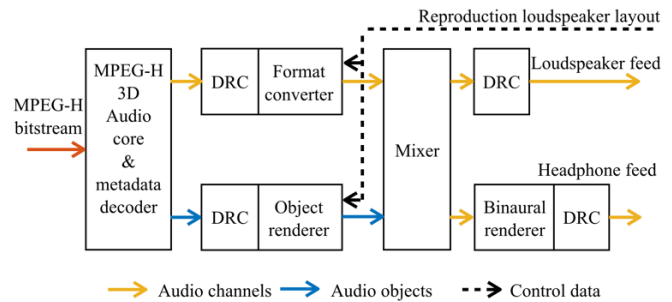 Reproduction loudspeaker layout
MPEG-H
bitstream
MPEG-H
3D
Audio
core
&
metadata
decoder
DRC
Format
converter
DRC
Object
renderer
Mixer
DRC
Loudspeaker feed
Headphone feed
Binaural
renderer
DRC
Audio channels
Audio objects
Control data